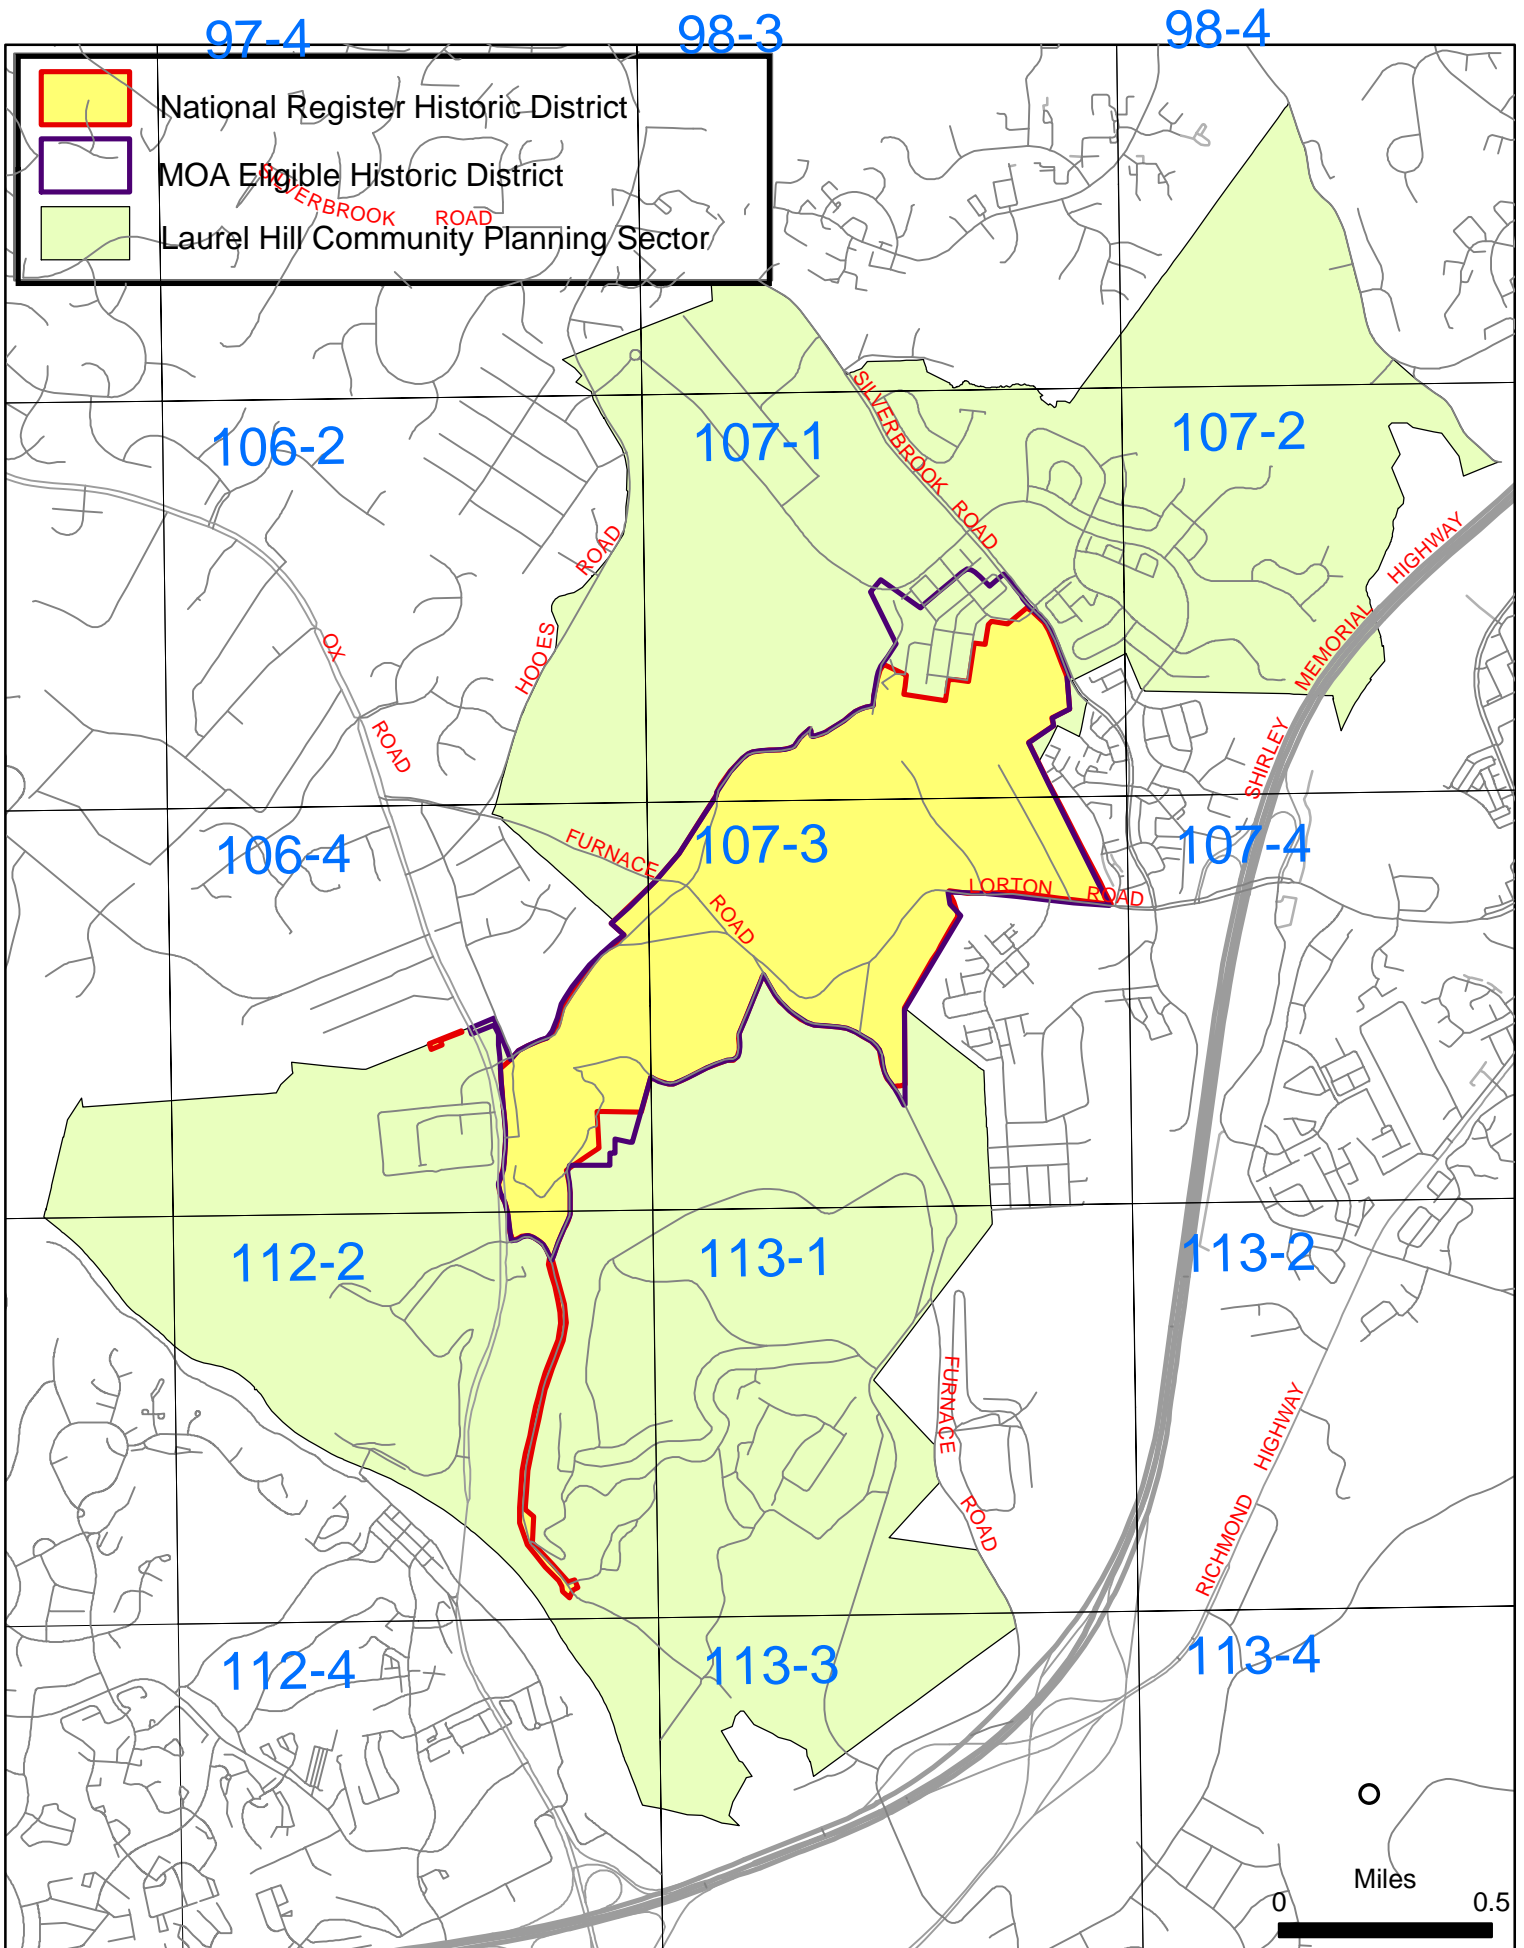 97-4
98-3
98-4
National Register Historic District
MOA Eligible Historic District
SILVERBROOK ROAD
Laurel Hill Community Planning Sector
SILVERBROOK ROAD
106-2
107-1
107-2
HOOES ROAD
OX ROAD
SHIRLEY MEMORIAL HIGHWAY
106-4
107-3
107-4
FURNACE ROAD
LORTON ROAD
112-2
113-1
113-2
FURNACE ROAD
RICHMOND HIGHWAY
112-4
113-3
113-4
Miles
0 0.5